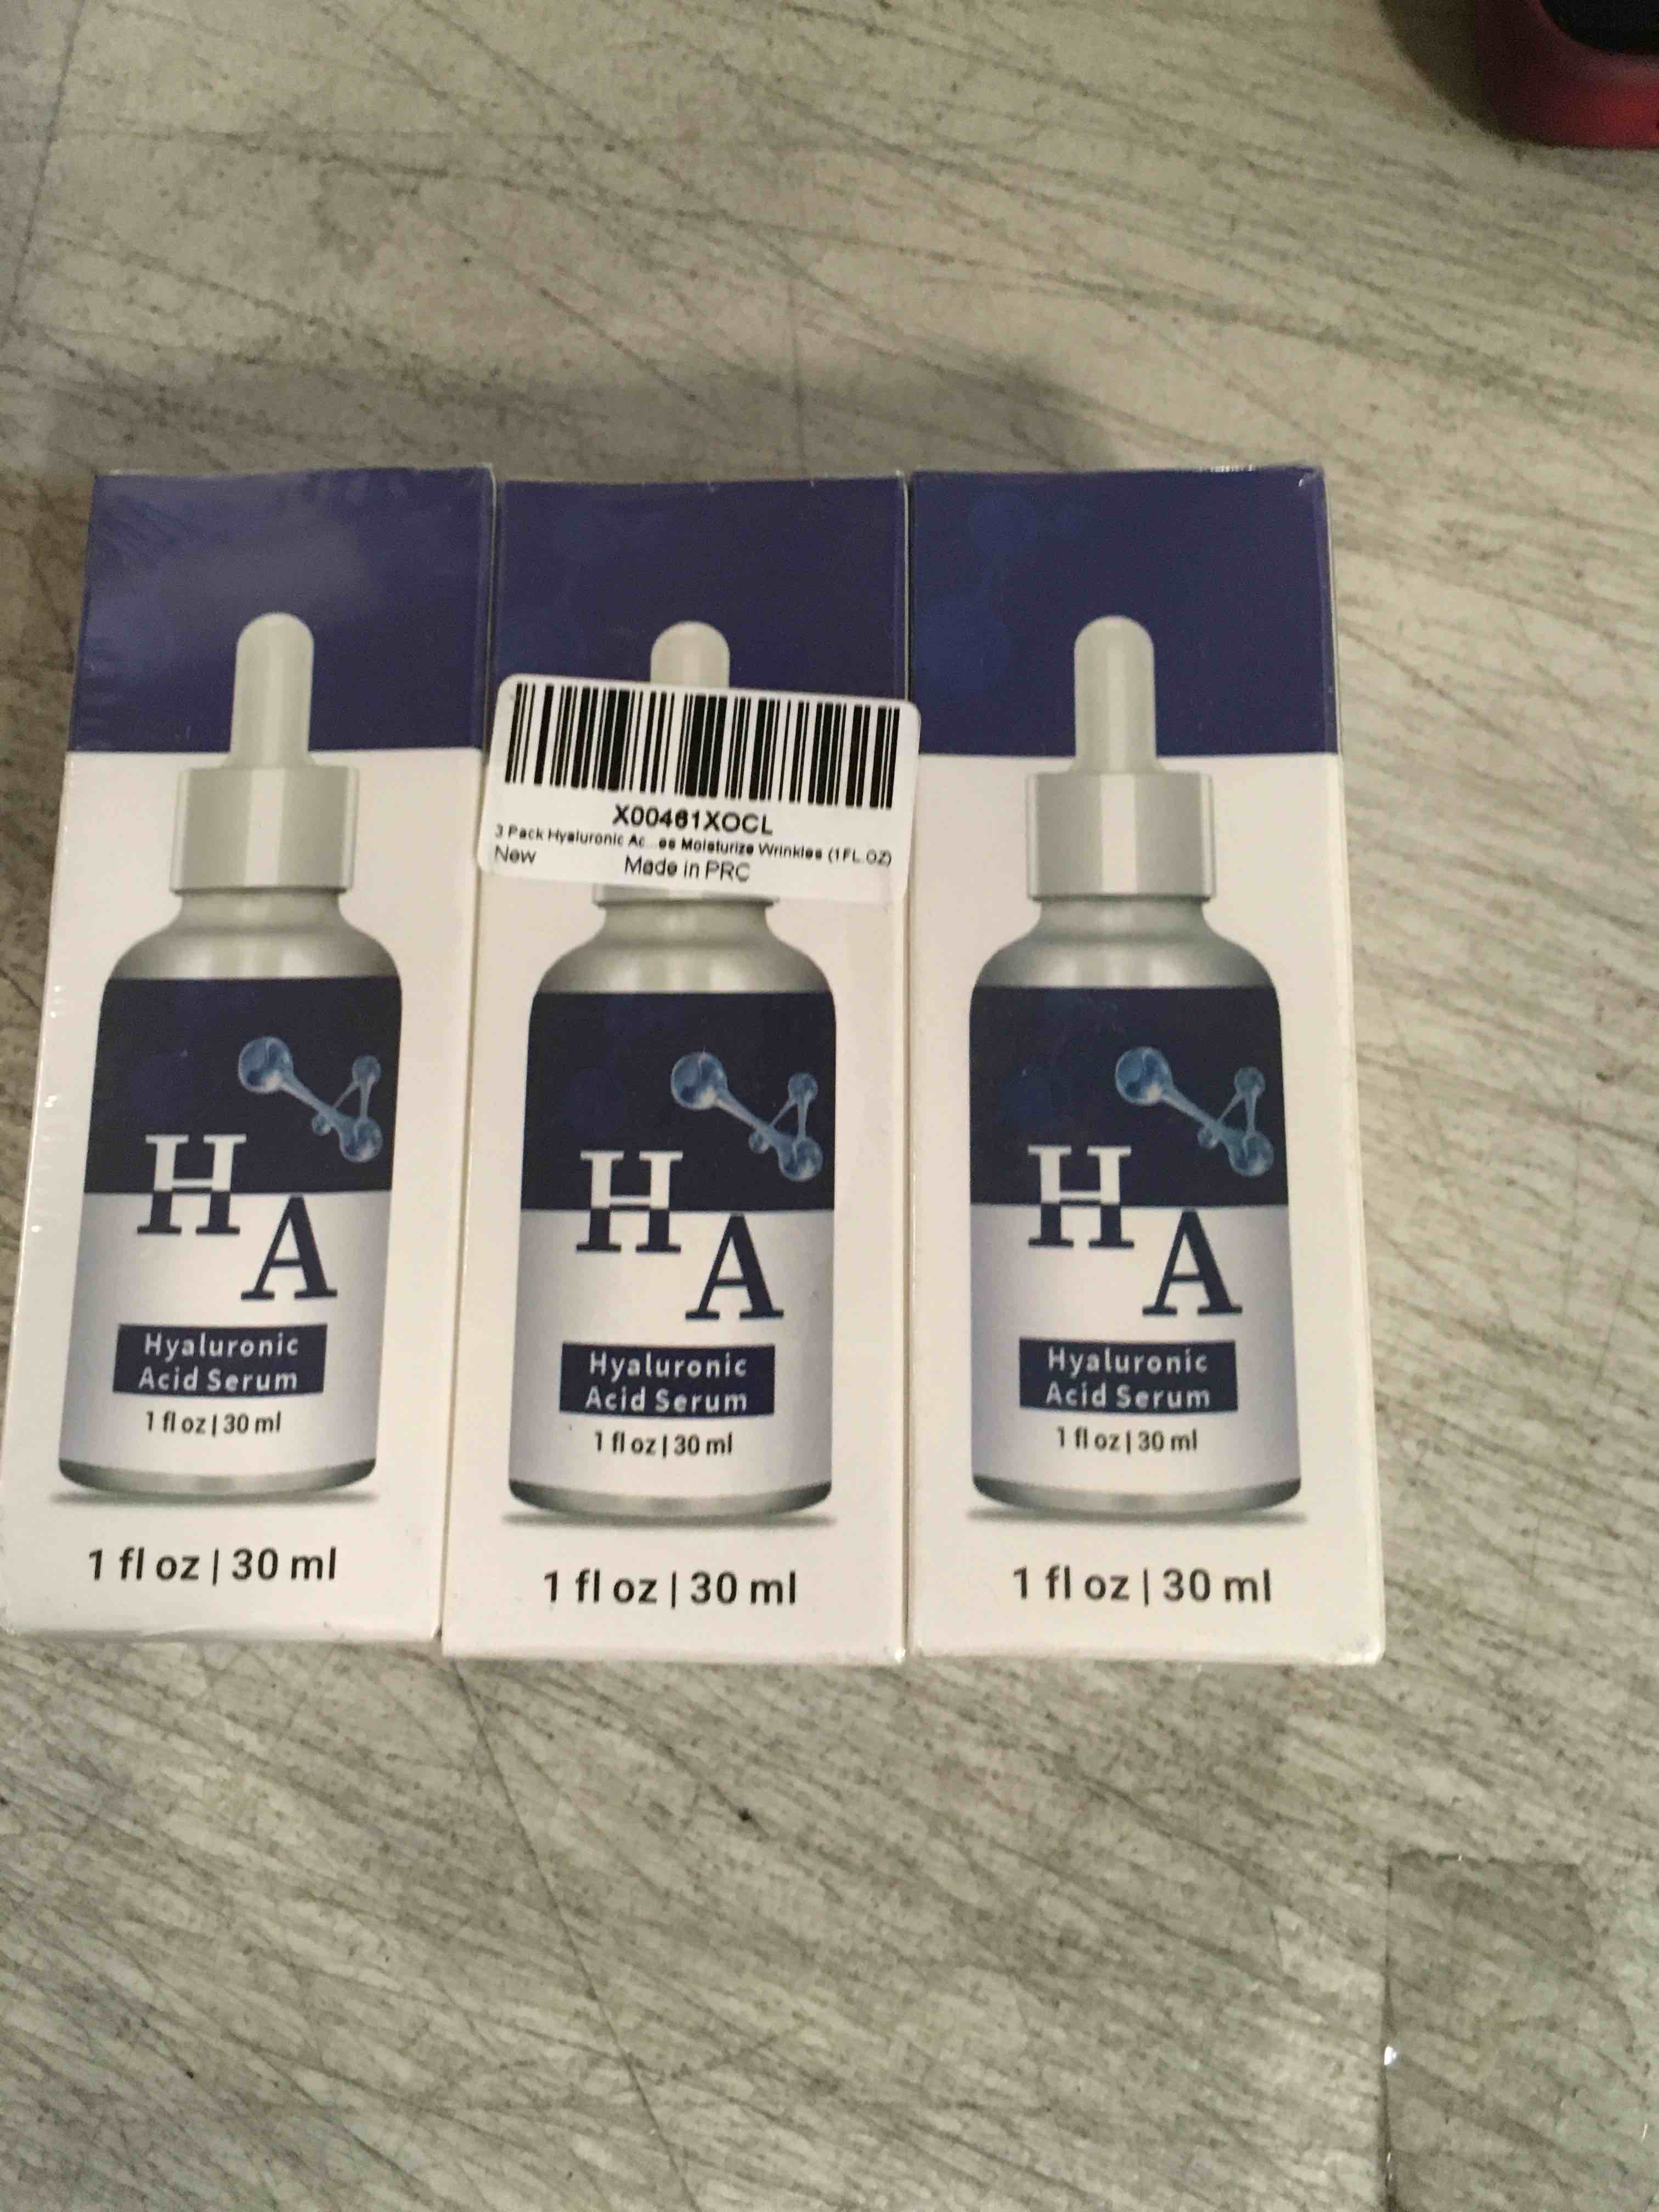 H
A
Hyaluronic
Acid Serum
1 fl oz | 30 ml
1 fl oz | 30 ml
X00461XOCL
3 Pack Hyaluronic Ac...es Moisturize Wrinkles (1FL.OZ)
New
Made in PRC
H
A
Hyaluronic
Acid Serum
1 fl oz | 30 ml
1 fl oz | 30 ml
H
A
Hyaluronic
Acid Serum
1 fl oz | 30 ml
1 fl oz | 30 ml